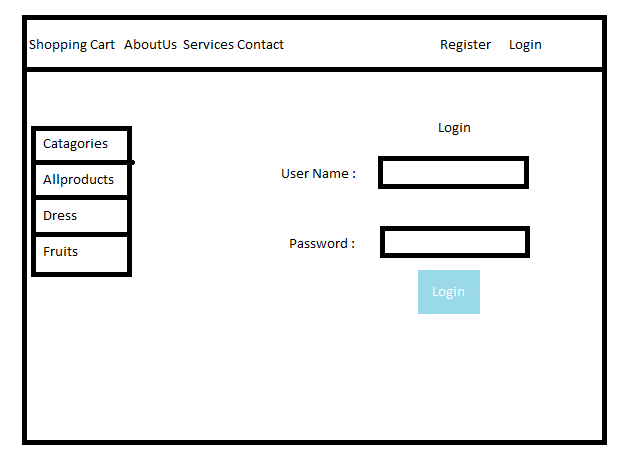 Shopping Cart AboutUs Services Contact Register Login
Catagories
Allproducts
Dress
Fruits
Login
User Name :
Password :
Login